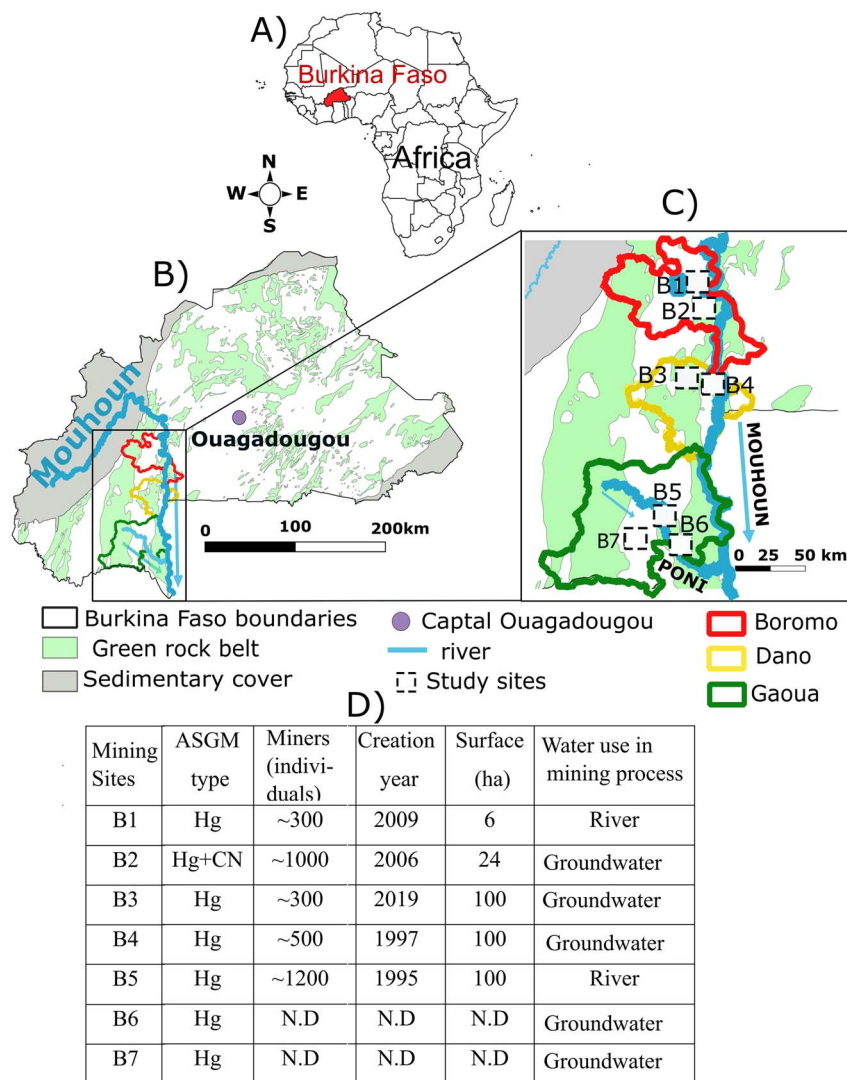 A)
Burkina Faso
Africa
N
W E
S
C)
B)
Mouhoun
Ouagadougou
0 100 200km
B1
B2
B3
B4
MOUHOUN
B5
B6
B7
PONI
0 25 50 km
Burkina Faso boundaries
Green rock belt
Sedimentary cover
Captal Ouagadougou
river
Study sites
Boromo
Dano
Gaoua
D)
Mining Sites ASGM type Miners (indivi-duals) Creation year Surface (ha) Water use in mining process
B1 Hg ~300 2009 6 River
B2 Hg+CN ~1000 2006 24 Groundwater
B3 Hg ~300 2019 100 Groundwater
B4 Hg ~500 1997 100 Groundwater
B5 Hg ~1200 1995 100 River
B6 Hg N.D N.D N.D Groundwater
B7 Hg N.D N.D N.D Groundwater